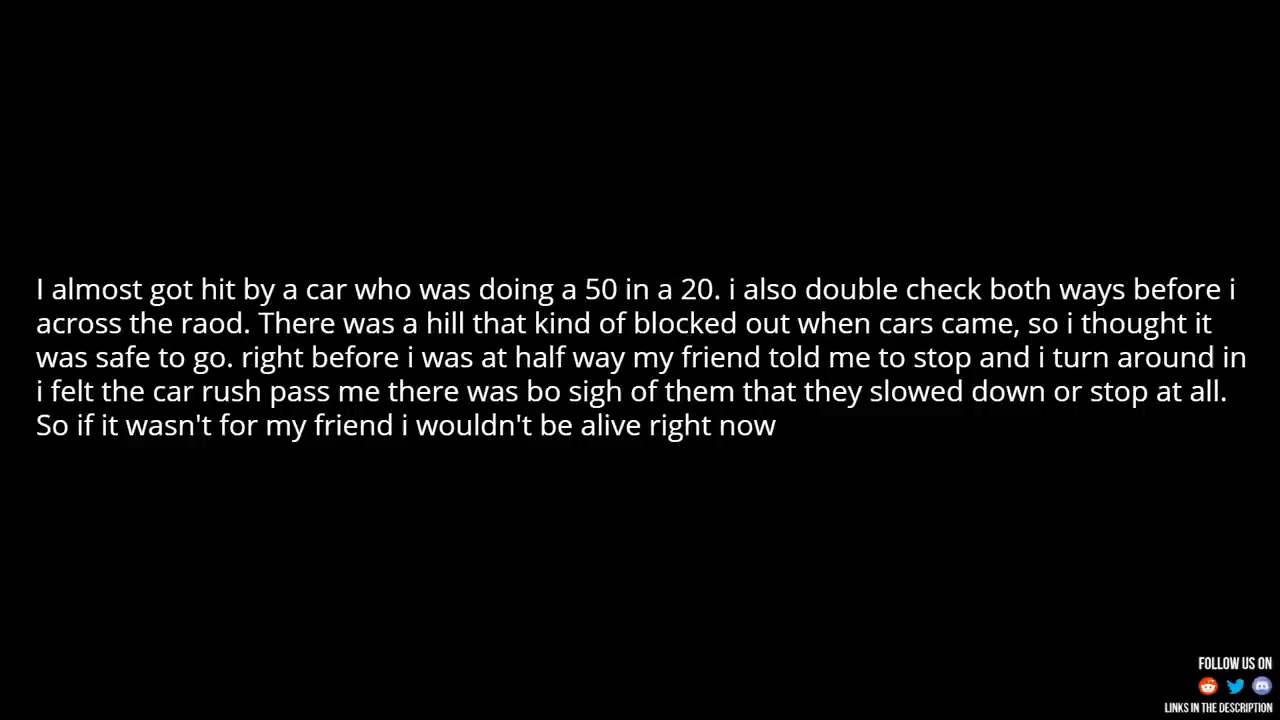 I almost got hit by a car who was doing a 50 in a 20. i also double check both ways before i
across the raod. There was a hill that kind of blocked out when cars came, so i thought it
was safe to go. right before i was at half way my friend told me to stop and i turn around in
i felt the car rush pass me there was bo sigh of them that they slowed down or stop at all.
So if it wasn't for my friend i wouldn't be alive right now
FOLLOW US ON
LINKS IN THE DESCRIPTION